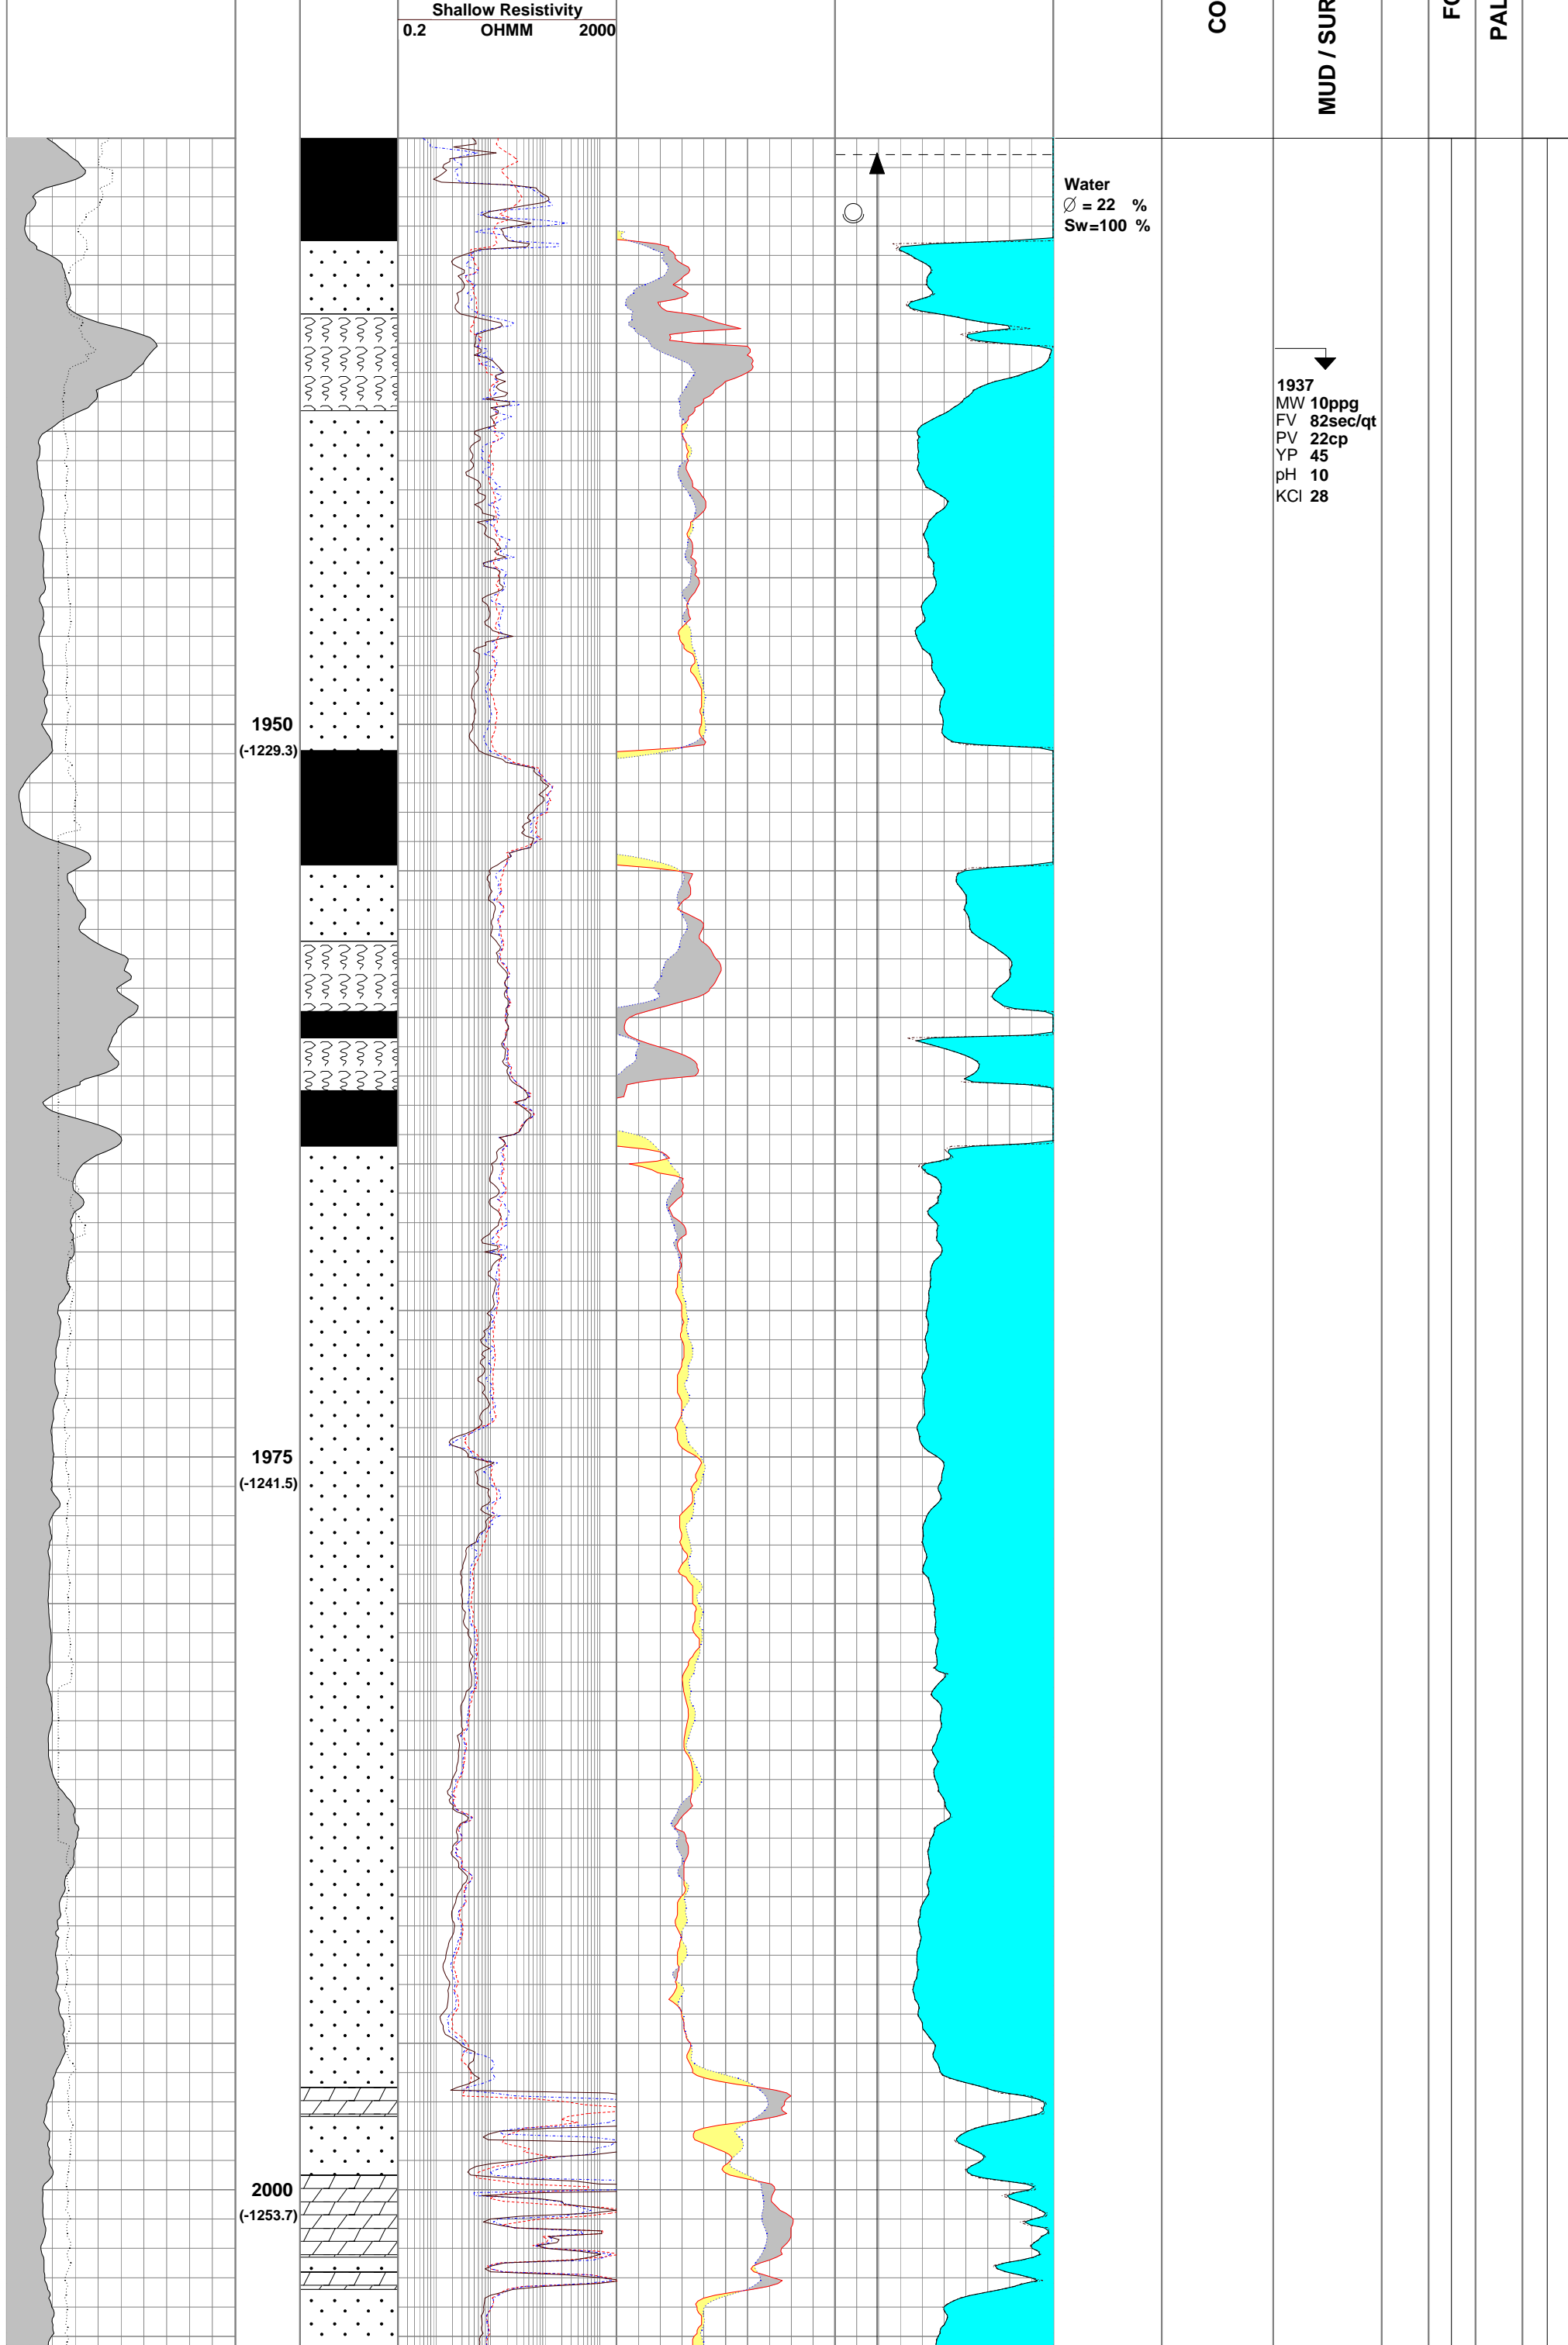 Shallow Resistivity
0.2 OHMM 2000
CO
MUD / SUR
PAL
Water
∅ = 22 %
Sw=100 %
1937
MW 10ppg
FV 82sec/qt
PV 22cp
YP 45
pH 10
KCl 28
1950
(-1229.3)
1975
(-1241.5)
2000
(-1253.7)